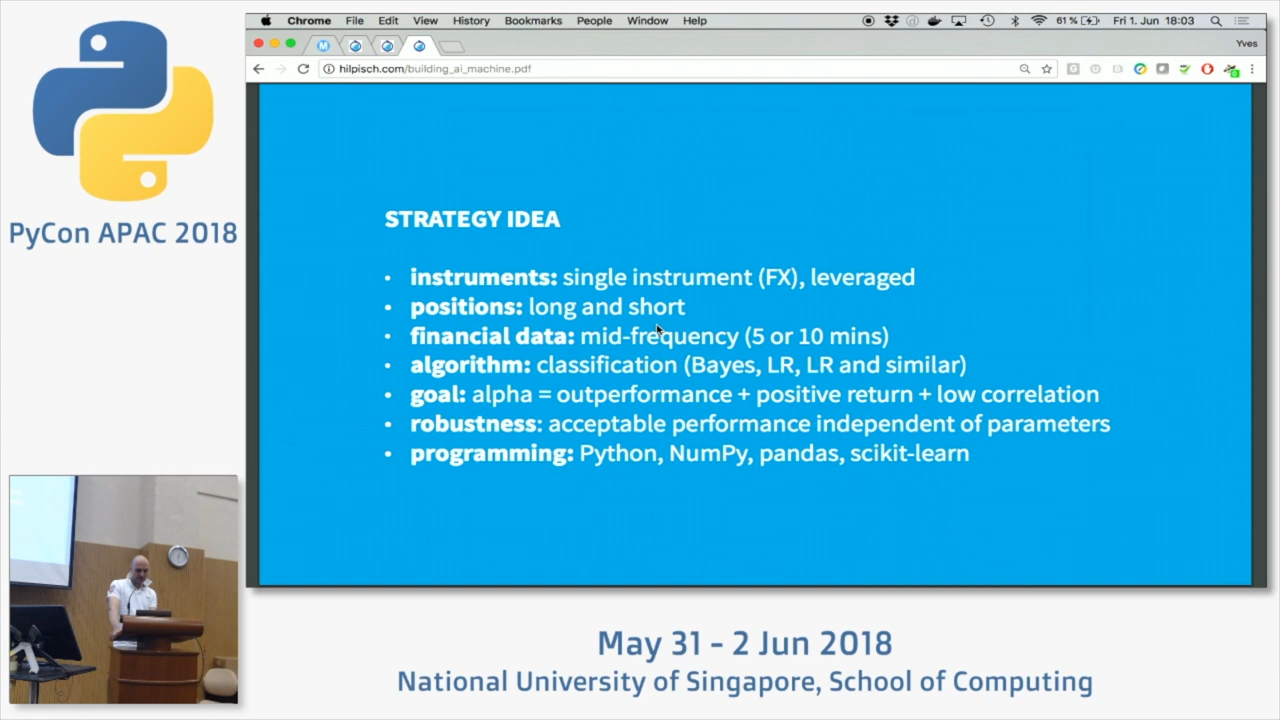 PyCon APAC 2018
Chrome File Edit View History Bookmarks People Window Help
61% Fri 1. Jun 18:03
Yves
hilpisch.com/building_ai_machine.pdf
STRATEGY IDEA
• instruments: single instrument (FX), leveraged
• positions: long and short
• financial data: mid-frequency (5 or 10 mins)
• algorithm: classification (Bayes, LR, LR and similar)
• goal: alpha = outperformance + positive return + low correlation
• robustness: acceptable performance independent of parameters
• programming: Python, NumPy, pandas, scikit-learn
May 31 - 2 Jun 2018
National University of Singapore, School of Computing